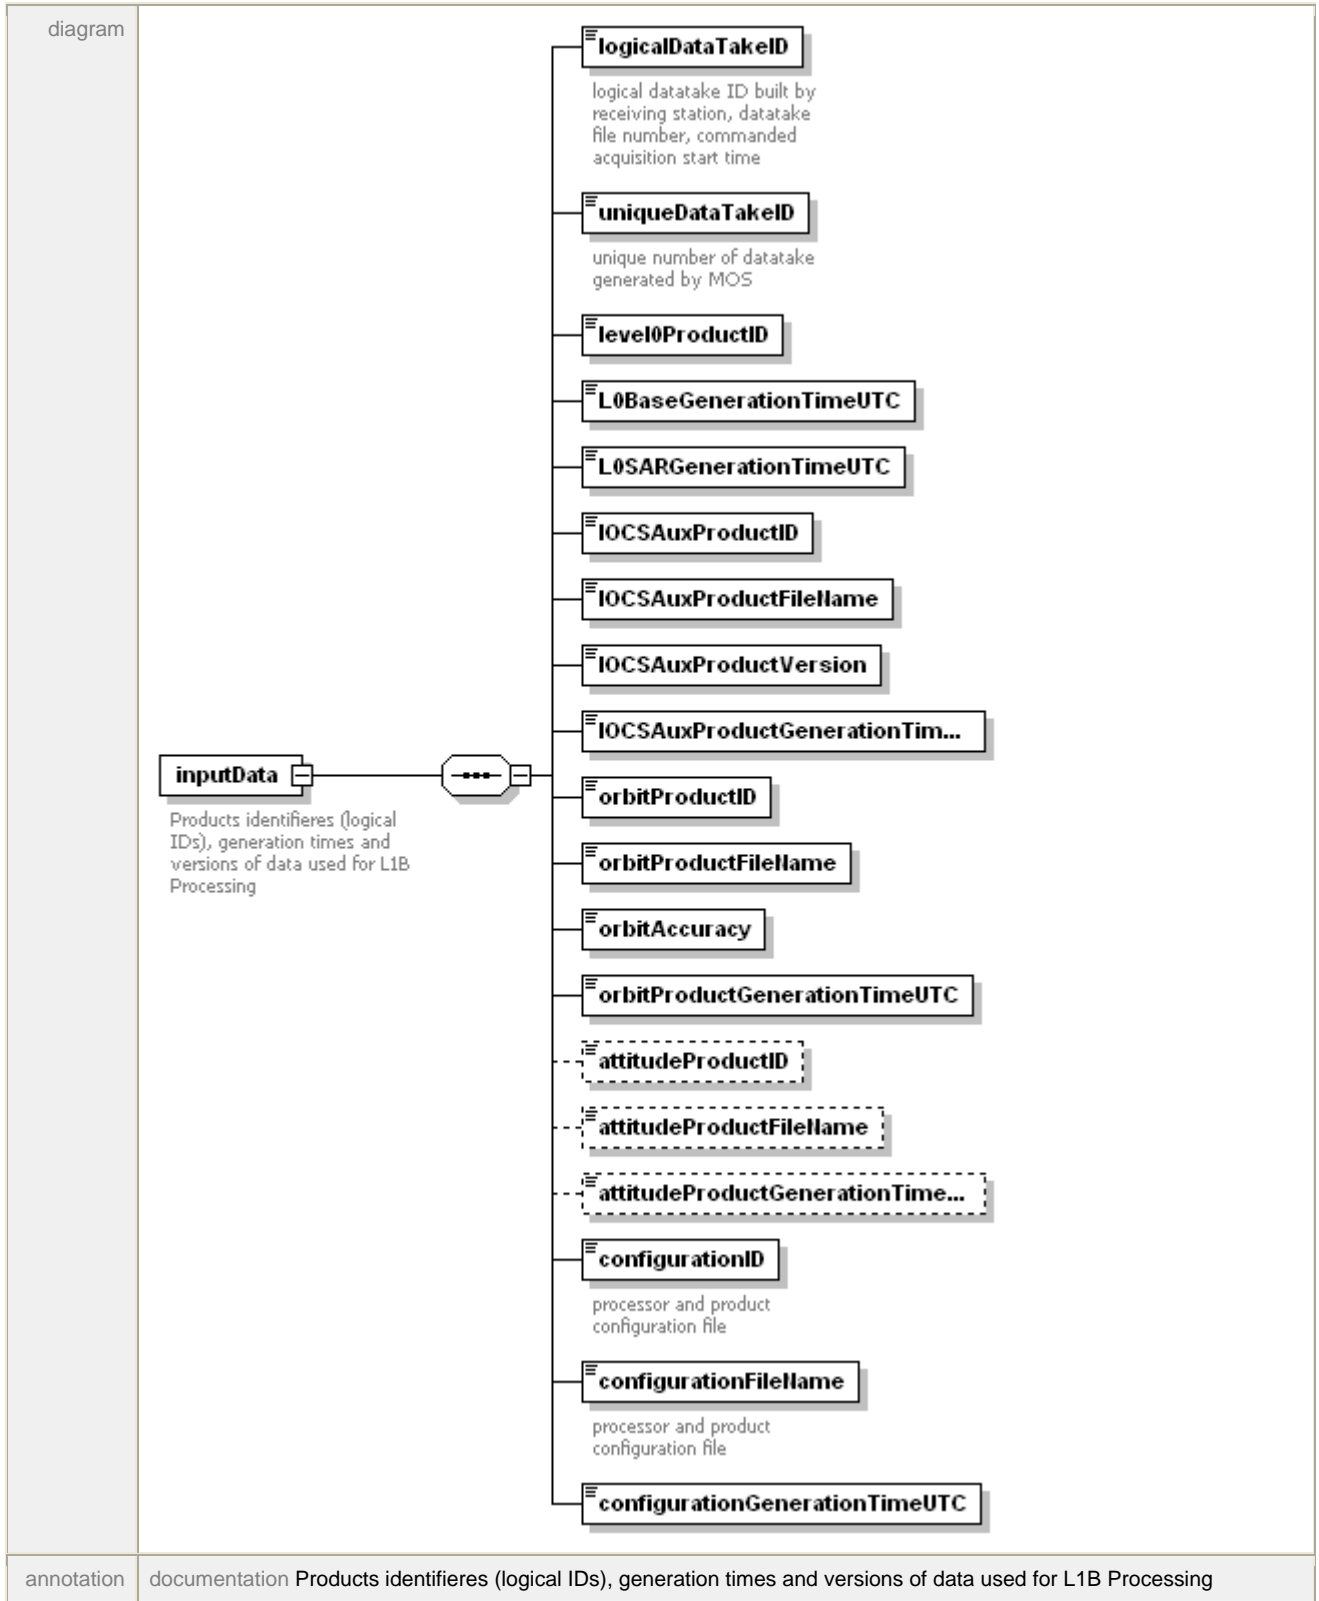 diagram
logicalDataTakeID
logical datatake ID built by
receiving station, datatake
file number, commanded
acquisition start time
uniqueDataTakeID
unique number of datatake
generated by MOS
level0ProductID
L0BaseGenerationTimeUTC
L0SARGenerationTimeUTC
IOCSAuxProductID
IOCSAuxProductFileName
IOCSAuxProductVersion
IOCSAuxProductGenerationTim...
inputData
Products identifieres (logical
IDs), generation times and
versions of data used for L1B
Processing
orbitProductID
orbitProductFileName
orbitAccuracy
orbitProductGenerationTimeUTC
attitudeProductID
attitudeProductFileName
attitudeProductGenerationTime...
configurationID
processor and product
configuration file
configurationFileName
processor and product
configuration file
configurationGenerationTimeUTC
annotation documentation Products identifieres (logical IDs), generation times and versions of data used for L1B Processing